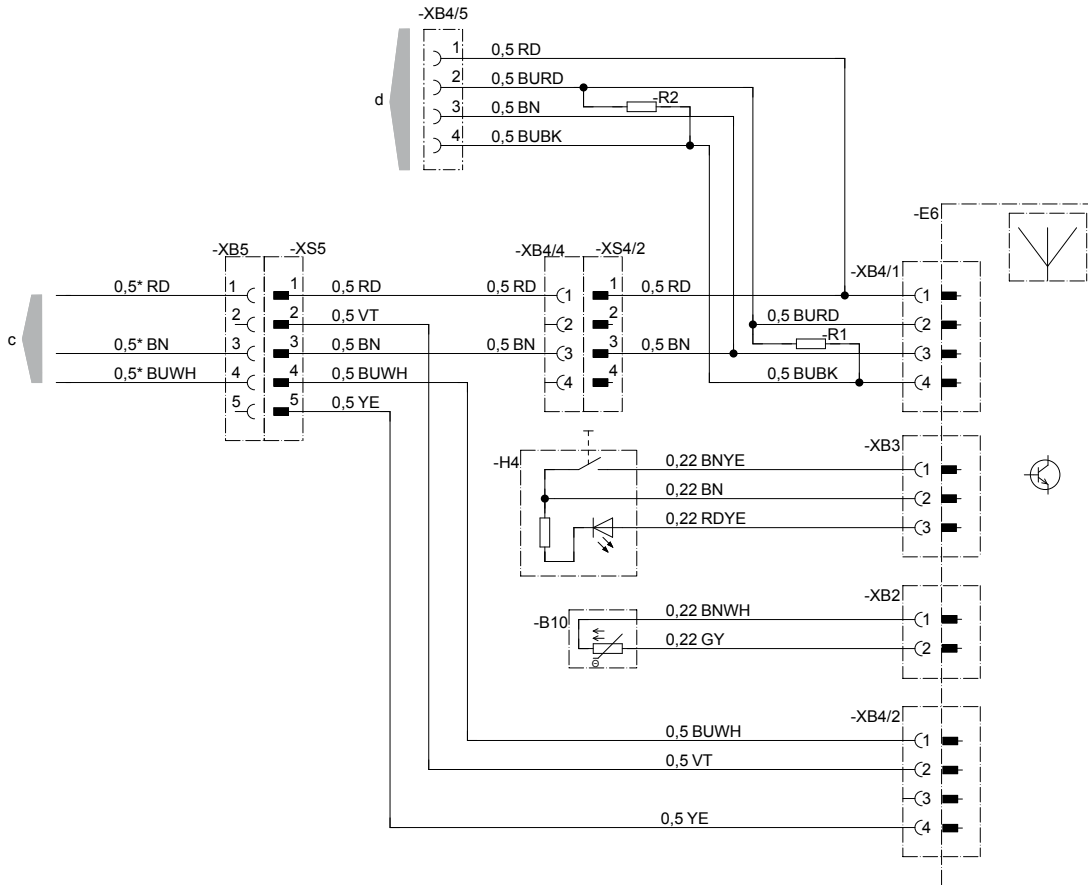 -XB4/5
1 0,5 RD
2 0,5 BURD
-R2
d
3 0,5 BN
4 0,5 BUBK
-E6
-XB5 -XS5 -XB4/4 -XS4/2 -XB4/1
0,5* RD 1 1 0,5 RD 0,5 RD 1 1 0,5 RD 1
2 2 0,5 VT 2 2 0,5 BURD 2
-R1
c
0,5* BN 3 3 0,5 BN 0,5 BN 3 3 0,5 BN 3
0,5* BUWH 4 4 0,5 BUWH 4 4 0,5 BUBK 4
5 5 0,5 YE
-XB3
-H4
0,22 BNYE 1
0,22 BN 2
0,22 RDYE 3
-XB2
-B10
0,22 BNWH 1
0,22 GY 2
-XB4/2
0,5 BUWH 1
0,5 VT 2
3
0,5 YE 4